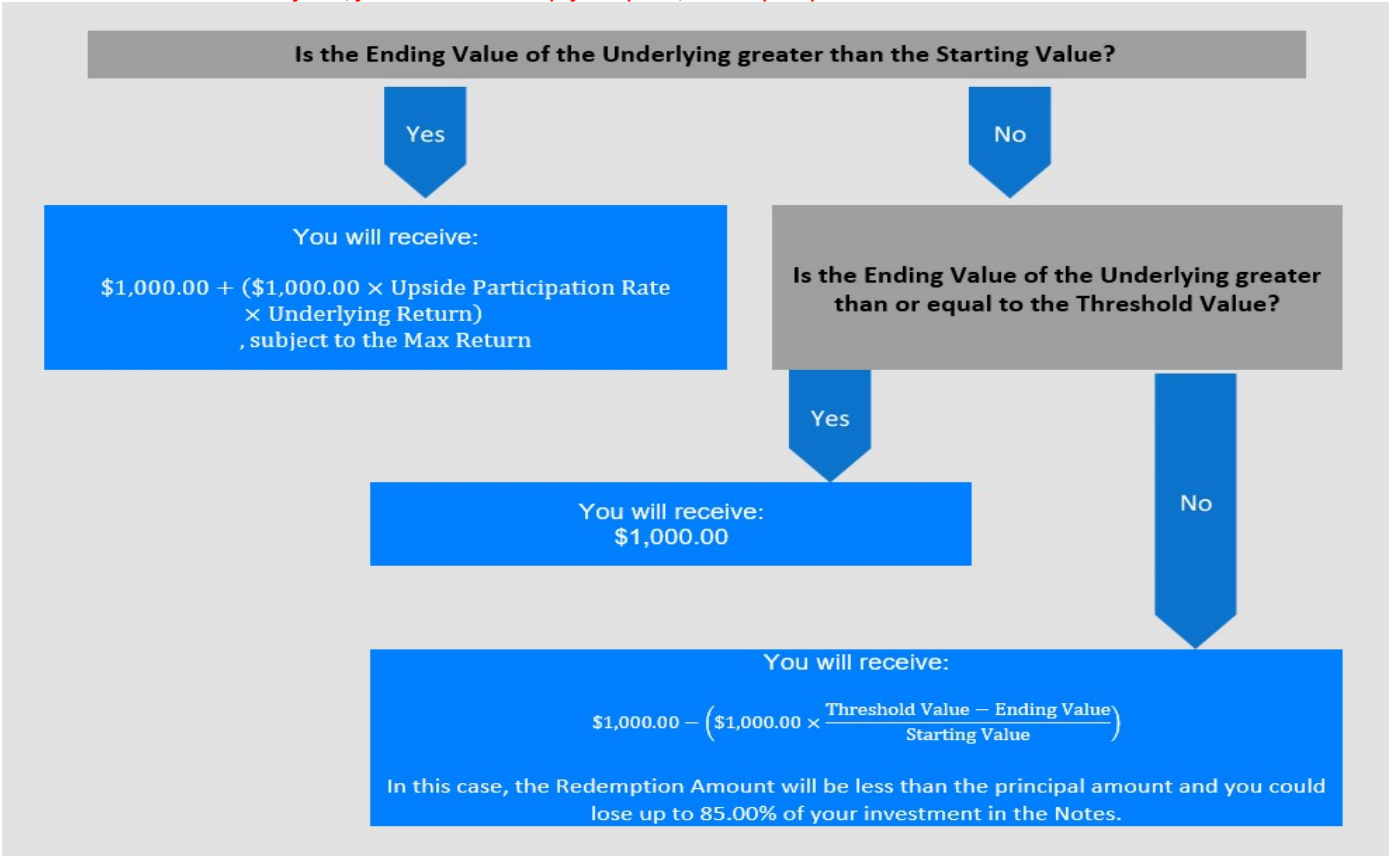 Is the Ending Value of the Underlying greater than the Starting Value?
Yes
No
You will receive:
$1,000.00 + ($1,000.00 × Upside Participation Rate
× Underlying Return)
, subject to the Max Return
Is the Ending Value of the Underlying greater
than or equal to the Threshold Value?
Yes
No
You will receive:
$1,000.00
You will receive:
$1,000.00 − ($1,000.00 × (Threshold Value − Ending Value) / Starting Value)
In this case, the Redemption Amount will be less than the principal amount and you could
lose up to 85.00% of your investment in the Notes.